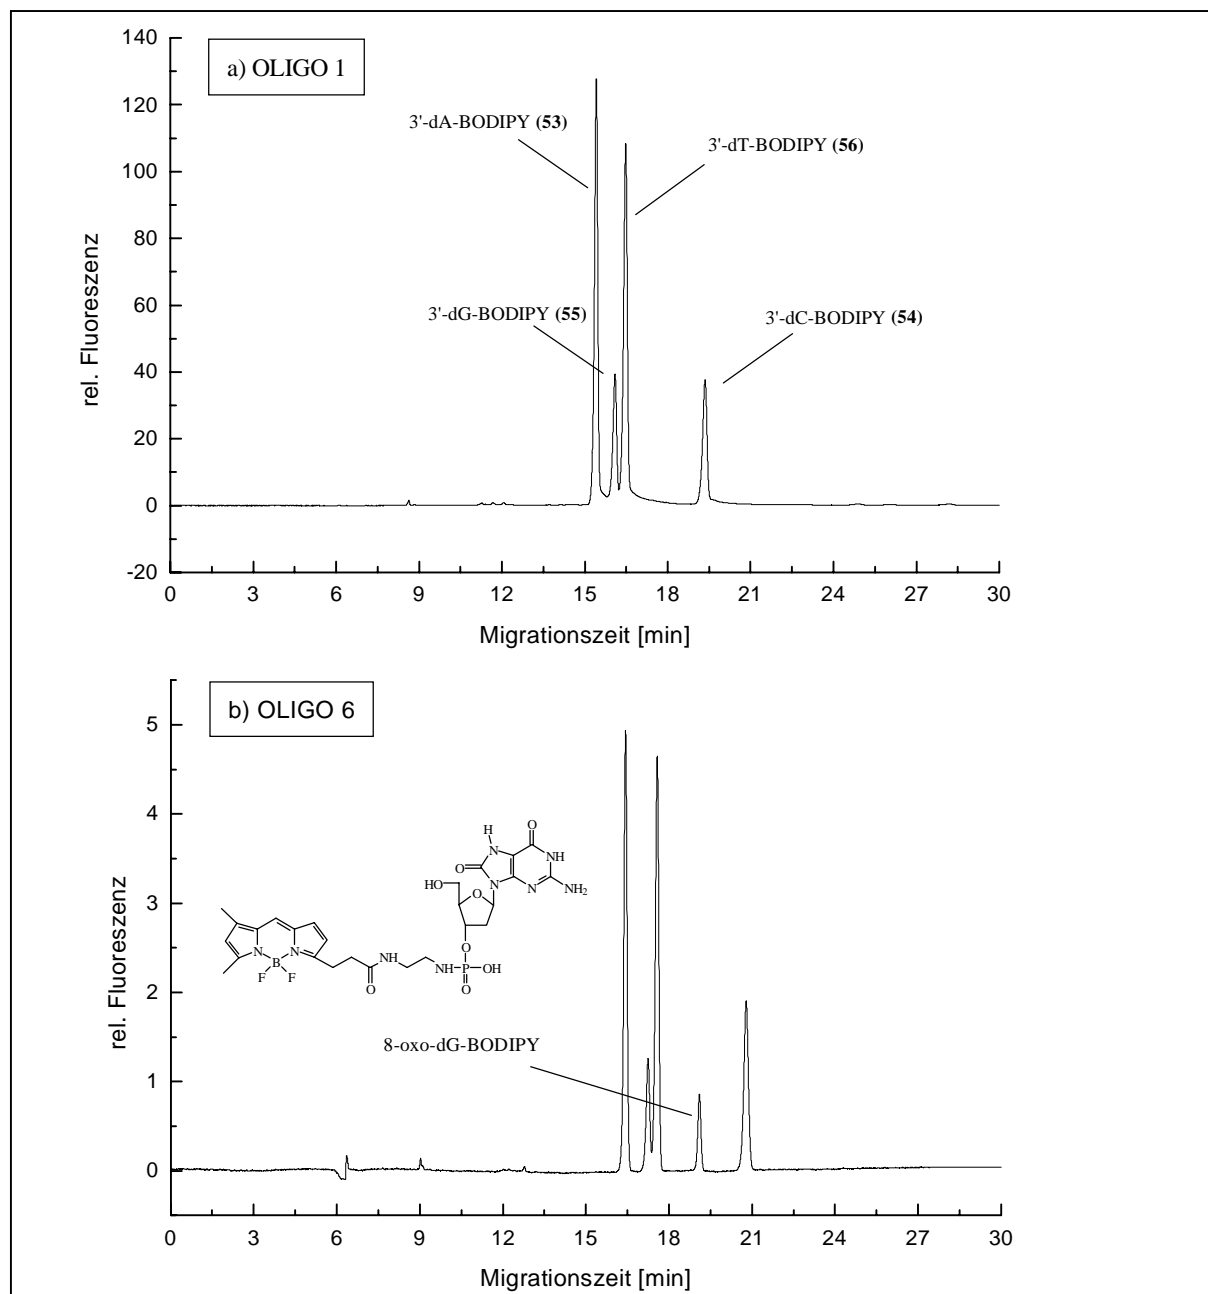 140
a) OLIGO 1
120
3'-dA-BODIPY (53)
3'-dT-BODIPY (56)
100
80
rel. Fluoreszenz
60
3'-dG-BODIPY (55)
3'-dC-BODIPY (54)
40
20
0
-20
0 3 6 9 12 15 18 21 24 27 30
Migrationszeit [min]
b) OLIGO 6
5
4
H O
N NH
O
N N NH2
HO O
3
O
N N NH NH P OH
B
F F O O
rel. Fluoreszenz
2
8-oxo-dG-BODIPY
1
0
0 3 6 9 12 15 18 21 24 27 30
Migrationszeit [min]